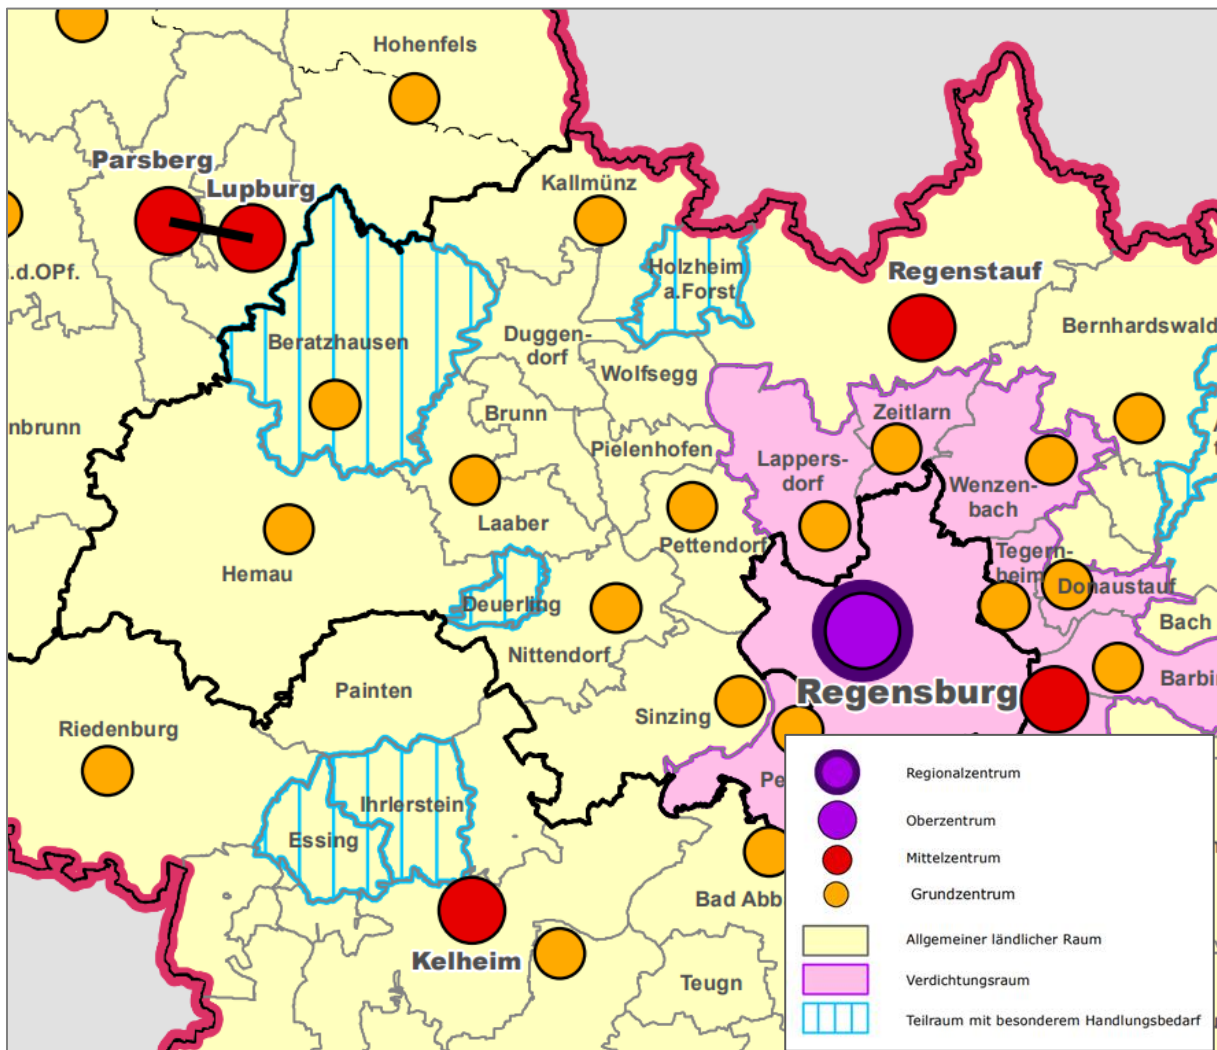 Hohenfels
Parsberg
Lupburg
Kallmünz
.d.OPf.
Holzheim
a.Forst
Regenstauf
Bernhardswald
Beratzhausen
Duggen-
dorf
Wolfsegg
nbrunn
Brunn
Zeitlarn
Pielenhofen
Lappers-
dorf
Wenzen-
bach
Laaber
Pettendorf
Tegern-
heim
Hemau
Deuerling
Donaustauf
Bach
Nittendorf
Painten
Regensburg
Barbi
Sinzing
Riedenburg
Pe
Ihrlerstein
Essing
Bad Abb
Kelheim
Teugn
Regionalzentrum
Oberzentrum
Mittelzentrum
Grundzentrum
Allgemeiner ländlicher Raum
Verdichtungsraum
Teilraum mit besonderem Handlungsbedarf